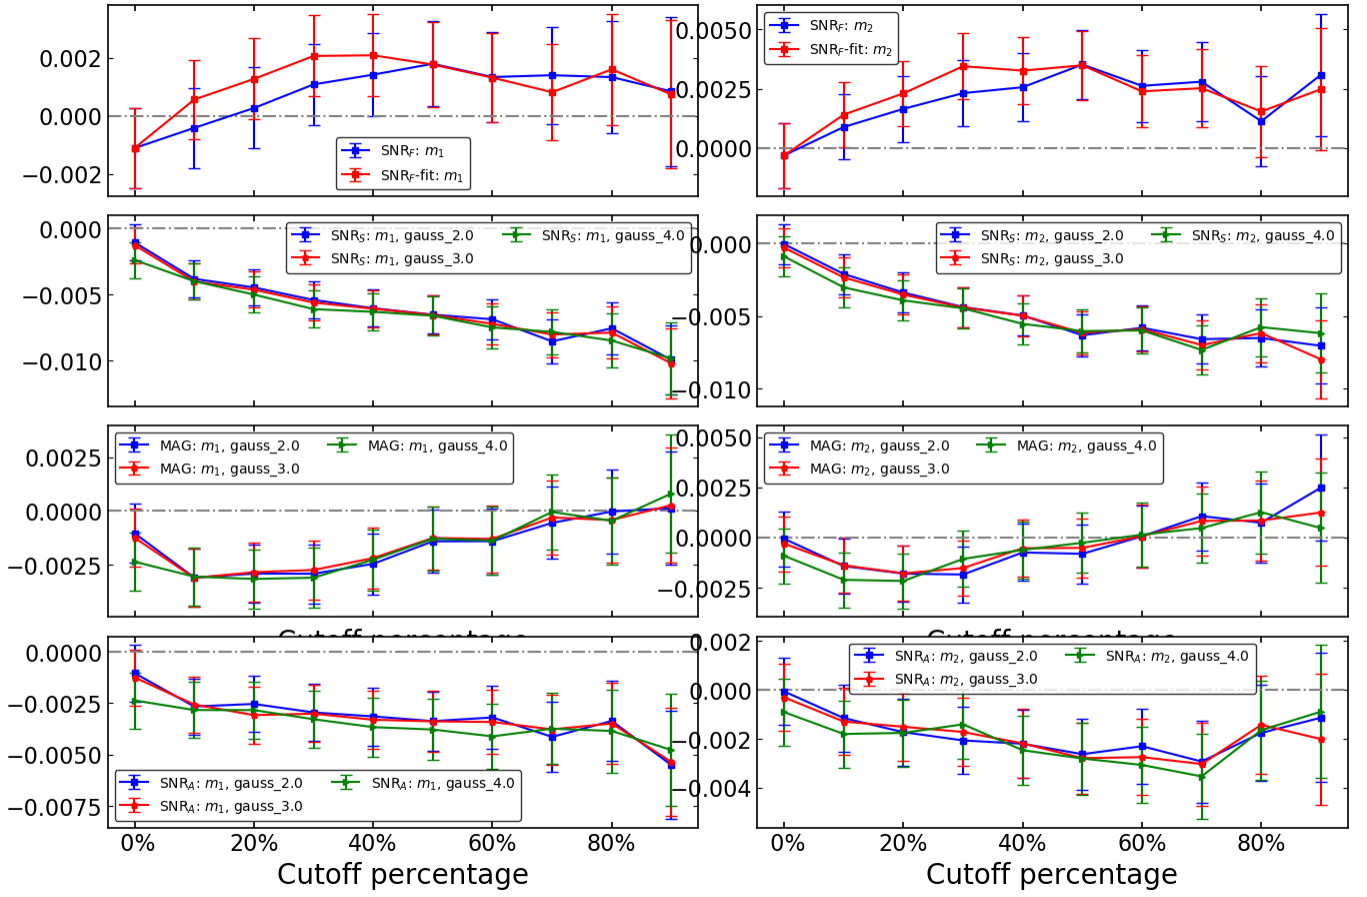 0.002
0.000
−0.002
SNR_F: m_1
SNR_F-fit: m_1
0.0050
0.0025
0.0000
SNR_F: m_2
SNR_F-fit: m_2
0.000
−0.005
−0.010
SNR_S: m_1, gauss_2.0
SNR_S: m_1, gauss_4.0
SNR_S: m_1, gauss_3.0
0.000
−0.005
−0.010
SNR_S: m_2, gauss_2.0
SNR_S: m_2, gauss_4.0
SNR_S: m_2, gauss_3.0
0.0025
0.0000
−0.0025
MAG: m_1, gauss_2.0
MAG: m_1, gauss_4.0
MAG: m_1, gauss_3.0
Cutoff percentage
0.0050
0.0025
0.0000
−0.0025
MAG: m_2, gauss_2.0
MAG: m_2, gauss_4.0
MAG: m_2, gauss_3.0
Cutoff percentage
0.0000
−0.0025
−0.0050
−0.0075
SNR_A: m_1, gauss_2.0
SNR_A: m_1, gauss_4.0
SNR_A: m_1, gauss_3.0
0% 20% 40% 60% 80%
Cutoff percentage
0.002
0.000
−0.002
−0.004
SNR_A: m_2, gauss_2.0
SNR_A: m_2, gauss_4.0
SNR_A: m_2, gauss_3.0
0% 20% 40% 60% 80%
Cutoff percentage